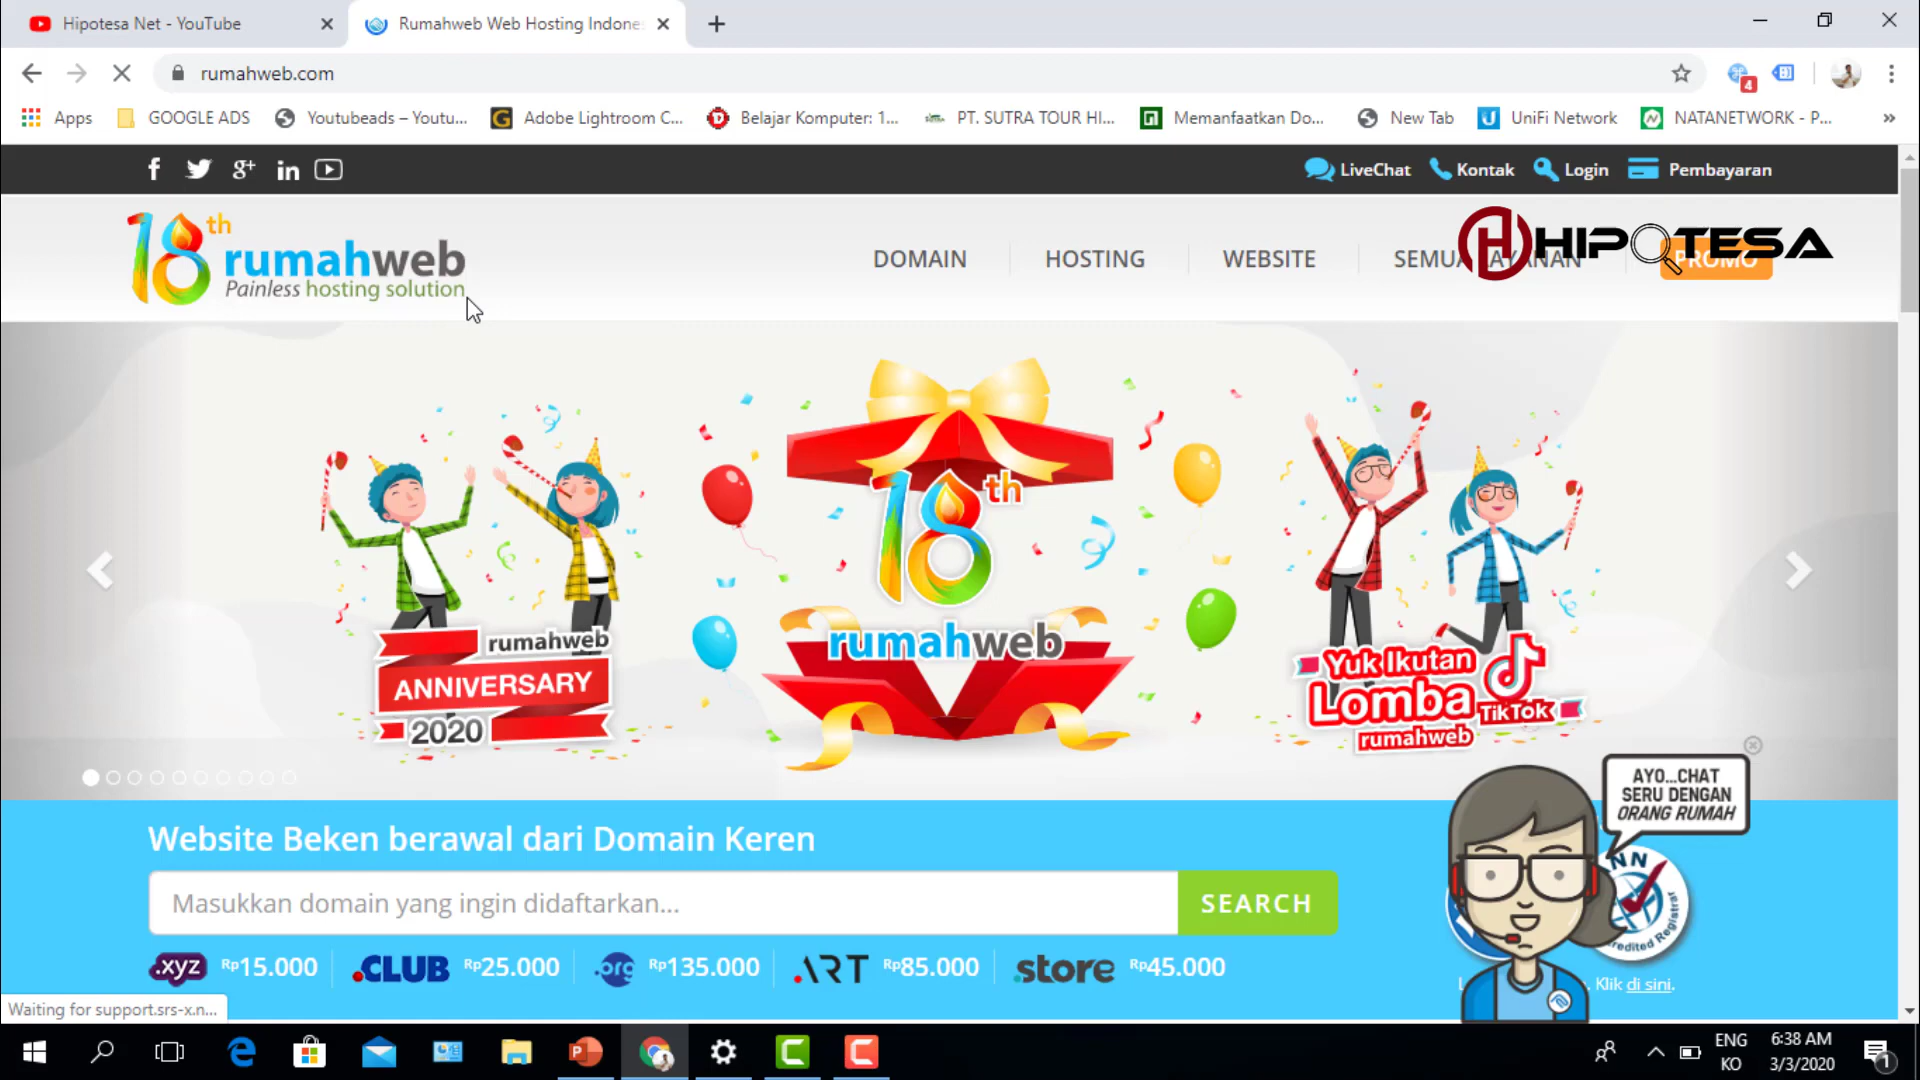 Hipotesa Net - YouTube
Rumahweb Web Hosting Indone
rumahweb.com
4
Apps
GOOGLE ADS
Youtubeads – Youtu...
Adobe Lightroom C...
Belajar Komputer: 1...
PT. SUTRA TOUR HI...
Memanfaatkan Do...
New Tab
UniFi Network
NATANETWORK - P...
LiveChat
Kontak
Login
Pembayaran
18th rumahweb
Painless hosting solution
DOMAIN
HOSTING
WEBSITE
SEMUA LAYANAN
PROMO
HIPOTESA
18th
rumahweb
rumahweb
ANNIVERSARY
2020
Yuk Ikutan
Lomba
TikTok
rumahweb
AYO...CHAT
SERU DENGAN
ORANG RUMAH
Website Beken berawal dari Domain Keren
Masukkan domain yang ingin didaftarkan...
SEARCH
.xyz Rp15.000
.CLUB Rp25.000
.org Rp135.000
.ART Rp85.000
.store Rp45.000
Klik di sini.
Waiting for support.srs-x.n...
ENG
KO
6:38 AM
3/3/2020
1